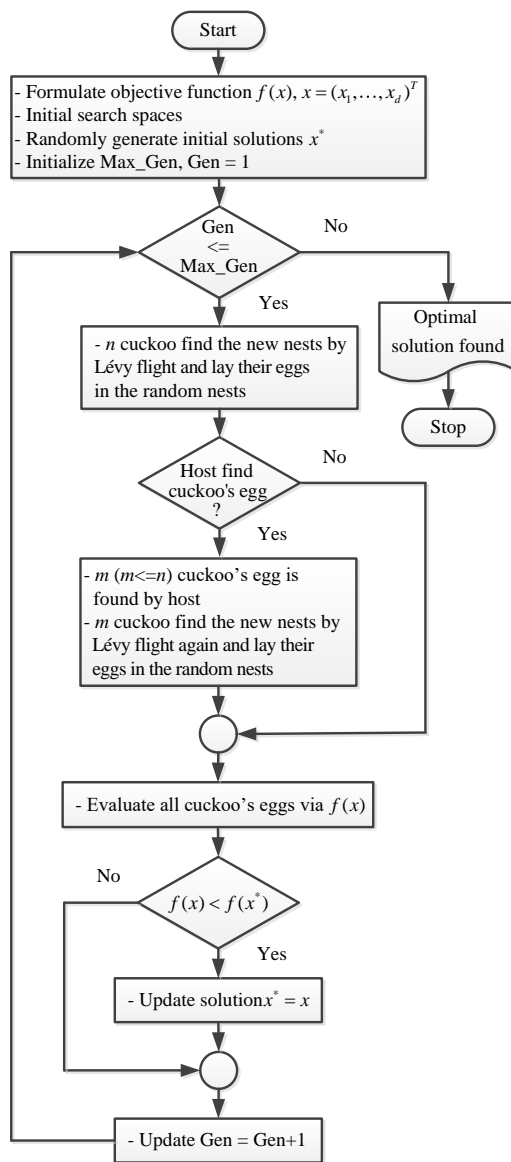 Start
- Formulate objective function f(x), x = (x₁,…,x_d)ᵀ
- Initial search spaces
- Randomly generate initial solutions x*
- Initialize Max_Gen, Gen = 1
Gen
<=
Max_Gen
No
Yes
Optimal
solution found
Stop
- n cuckoo find the new nests by
Lévy flight and lay their eggs
in the random nests
Host find
cuckoo's egg
?
No
Yes
- m (m<=n) cuckoo's egg is
found by host
- m cuckoo find the new nests by
Lévy flight again and lay their
eggs in the random nests
- Evaluate all cuckoo's eggs via f(x)
No
f(x) < f(x*)
Yes
- Update solution x* = x
- Update Gen = Gen+1